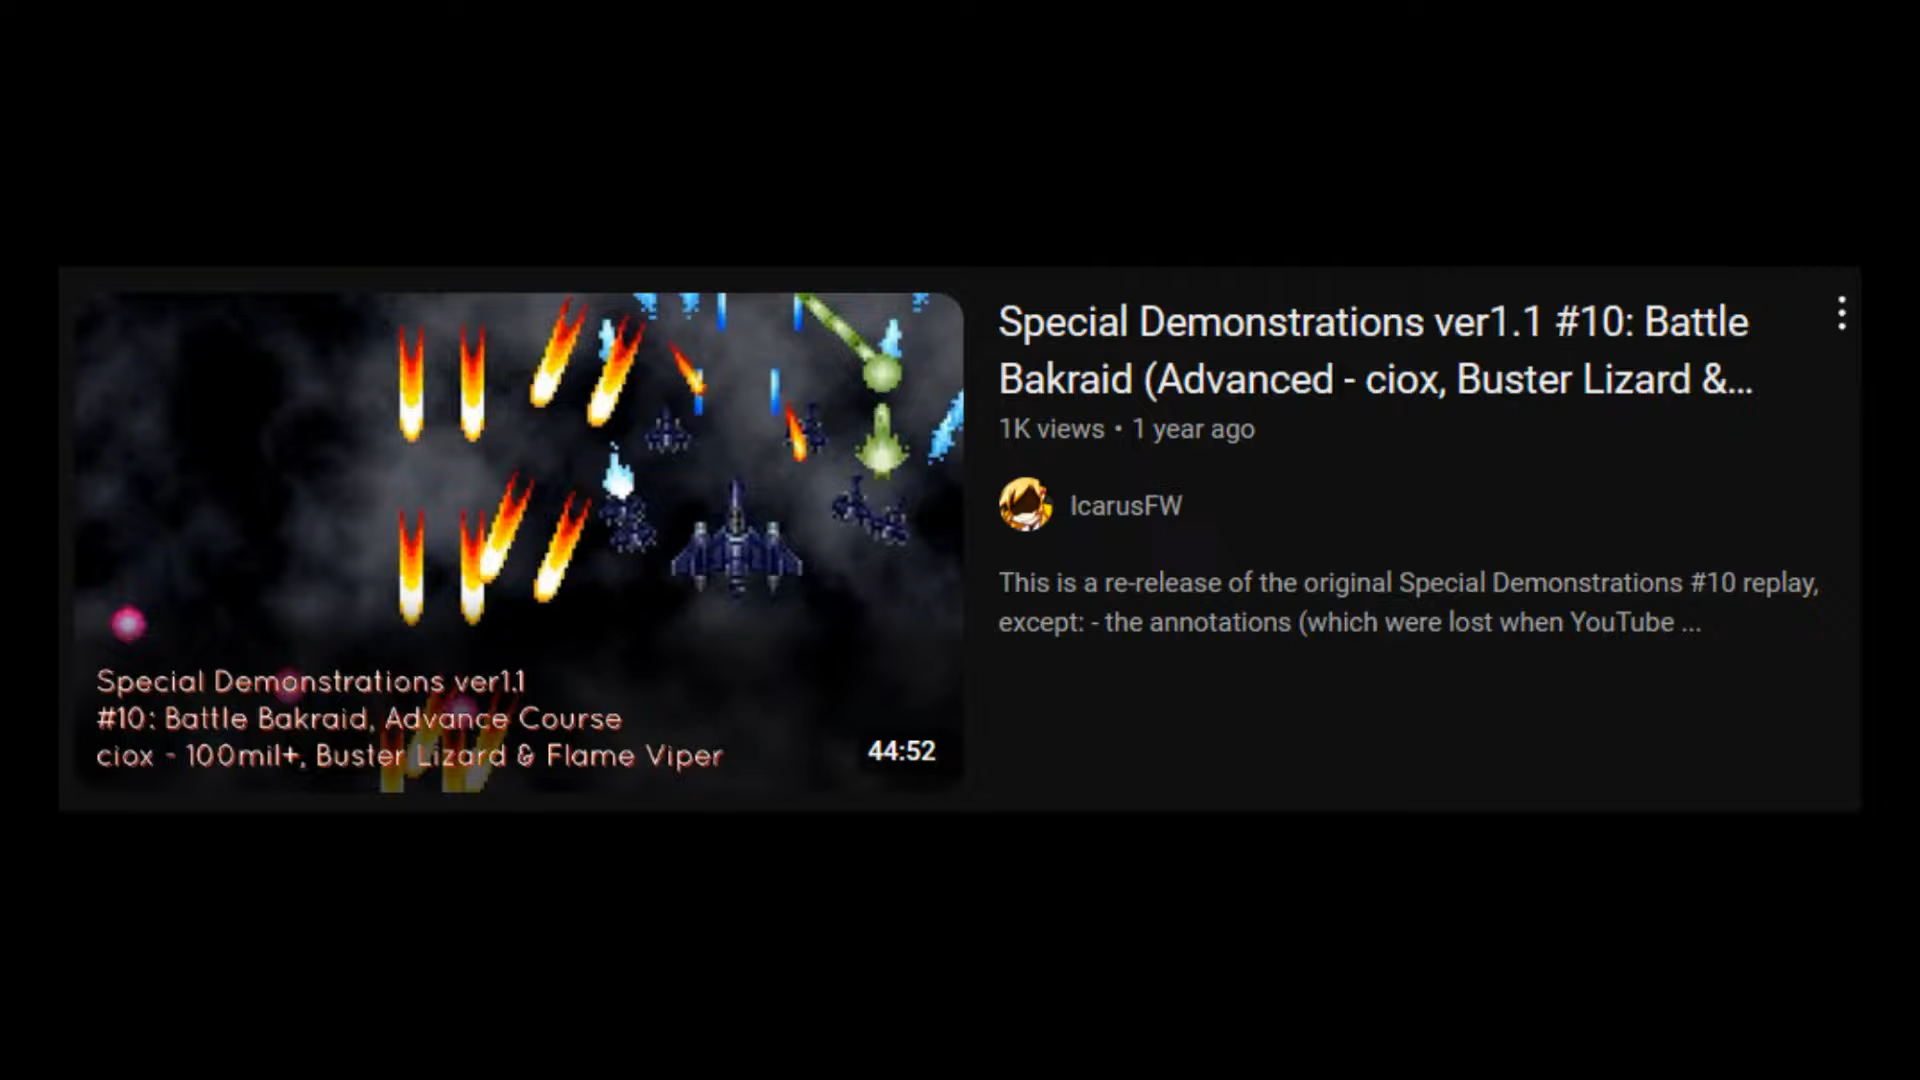 Special Demonstrations ver1.1
#10: Battle Bakraid, Advance Course
ciox - 100mil+, Buster Lizard & Flame Viper
44:52
Special Demonstrations ver1.1 #10: Battle
Bakraid (Advanced - ciox, Buster Lizard &...
1K views • 1 year ago
IcarusFW
This is a re-release of the original Special Demonstrations #10 replay,
except: - the annotations (which were lost when YouTube ...